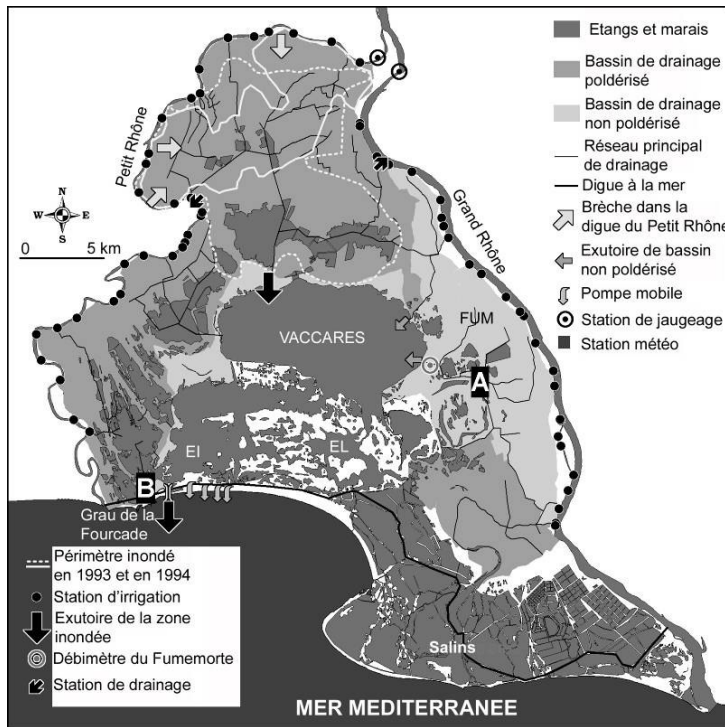 Etangs et marais
Bassin de drainage
poldérisé
Bassin de drainage
non poldérisé
Réseau principal
de drainage
Digue à la mer
Brèche dans la
digue du Petit Rhône
Exutoire de bassin
non poldérisé
Pompe mobile
Station de jaugeage
Station météo
Petit Rhône
Grand Rhône
N
W E
S
0 5 km
VACCARES
FUM
A
EI
EL
B
Grau de la
Fourcade
Périmètre inondé
en 1993 et en 1994
Station d'irrigation
Exutoire de la zone
inondée
Débimètre du Fumemorte
Station de drainage
Salins
MER MEDITERRANEE